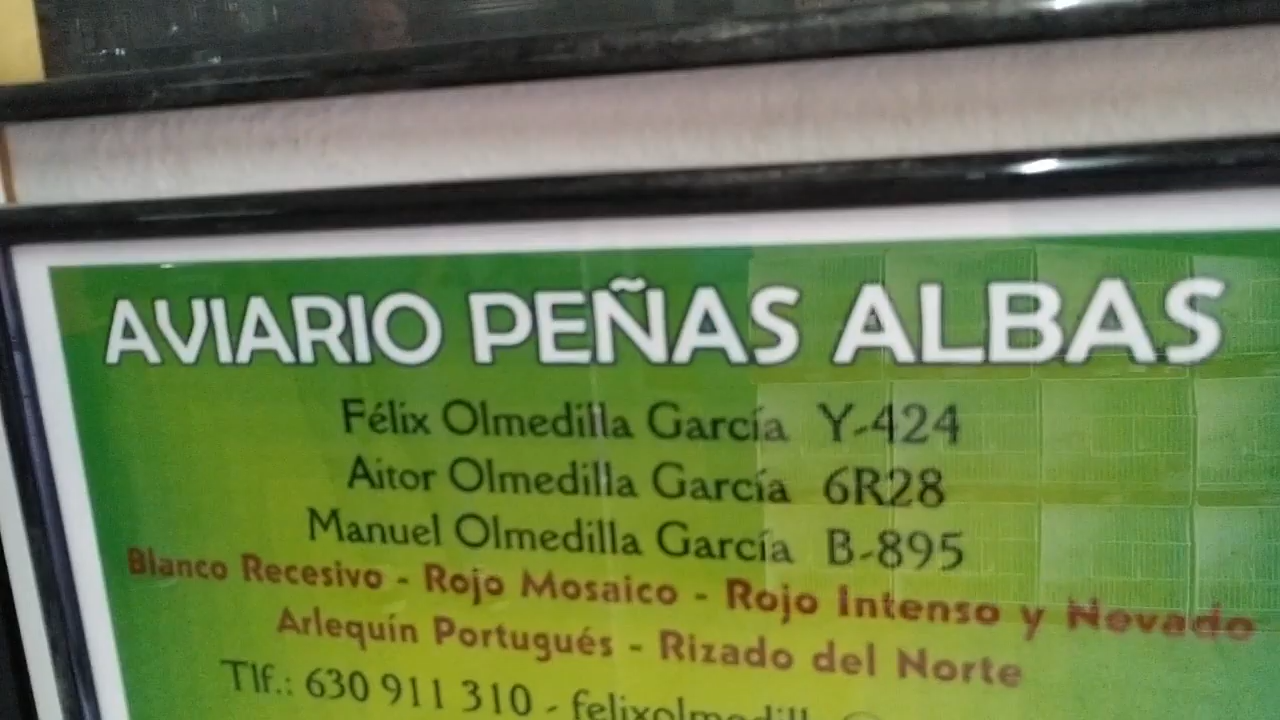 AVIARIO PEÑAS ALBAS
Félix Olmedilla García Y-424
Aitor Olmedilla García 6R28
Manuel Olmedilla García B-895
Blanco Recesivo - Rojo Mosaico - Rojo Intenso y Nevado
Arlequín Portugués - Rizado del Norte
Tlf.: 630 911 310 -